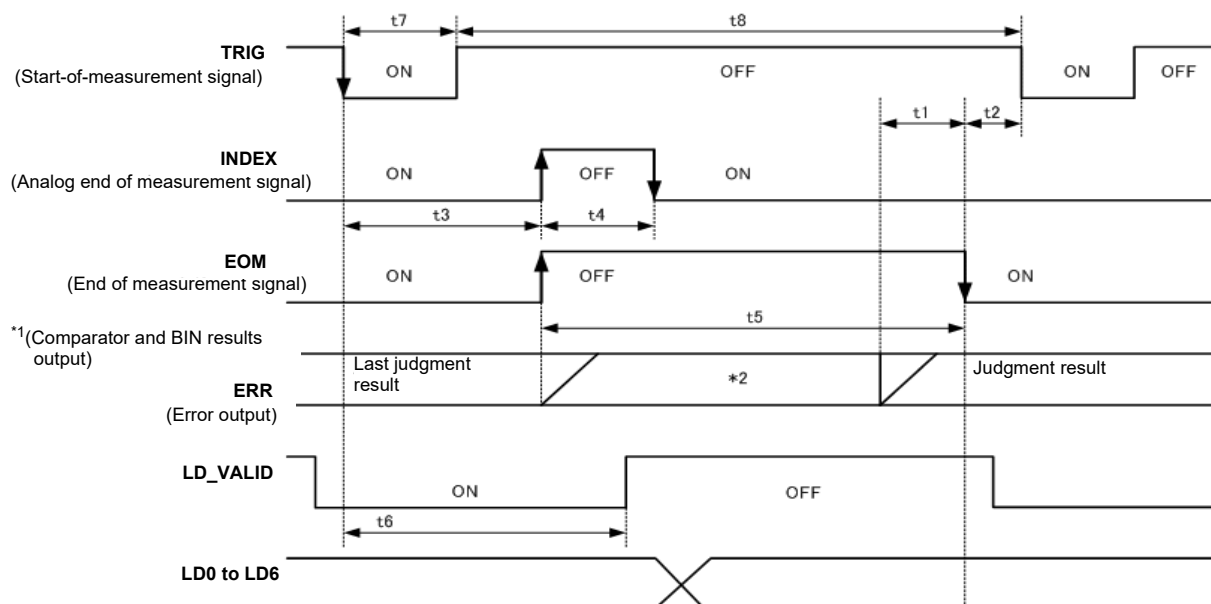 t7 t8
TRIG
(Start-of-measurement signal)
ON OFF ON OFF
t1 t2
INDEX
(Analog end of measurement sıgnal)
ON OFF ON
t3 t4
EOM
(End of measurement sıgnal)
ON OFF ON
t5
*1(Comparator and BIN results
output)
Last judgment
result
*2
Judgment result
ERR
(Error output)
LD_VALID
ON OFF
t6
LD0 to LD6